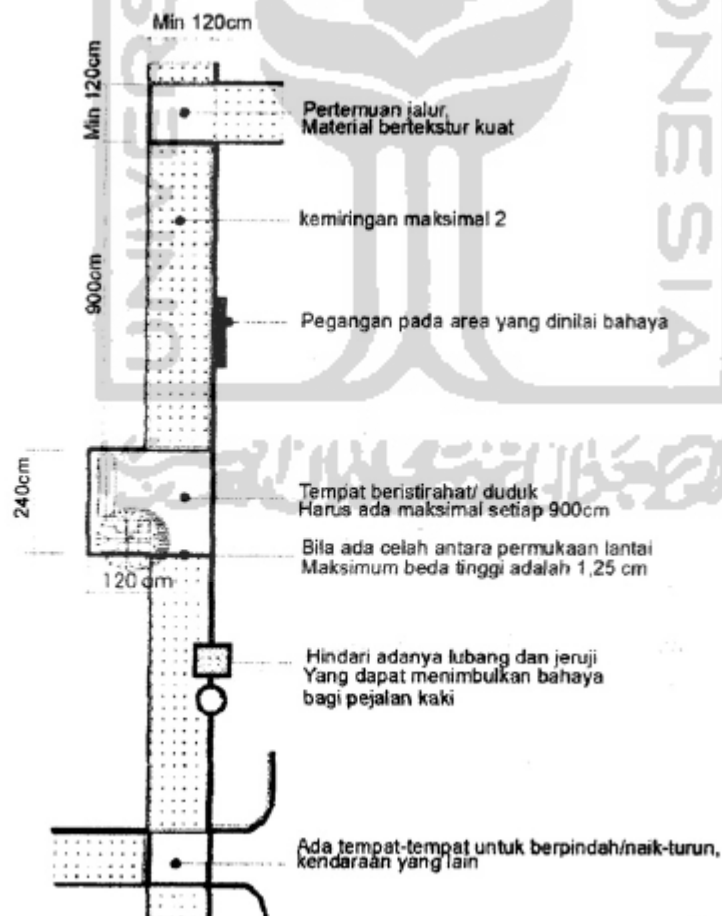 Min 120cm
Min 120cm
Pertemuan jalur,
Material bertekstur kuat
kemiringan maksimal 2
900cm
Pegangan pada area yang dinilai bahaya
240cm
Tempat beristirahat/ duduk
Harus ada maksimal setiap 900cm
Bila ada celah antara permukaan lantai
Maksimum beda tinggi adalah 1,25 cm
120 cm
Hindari adanya lubang dan jeruji
Yang dapat menimbulkan bahaya
bagi pejalan kaki
Ada tempat-tempat untuk berpindah/naik-turun,
kendaraan yang lain
ONESIA